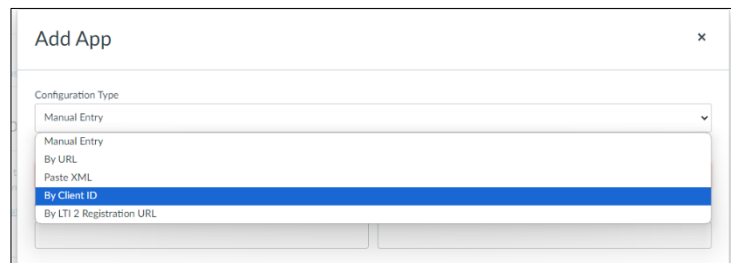 Add App
×
Configuration Type
Manual Entry
Manual Entry
By URL
Paste XML
By Client ID
By LTI 2 Registration URL